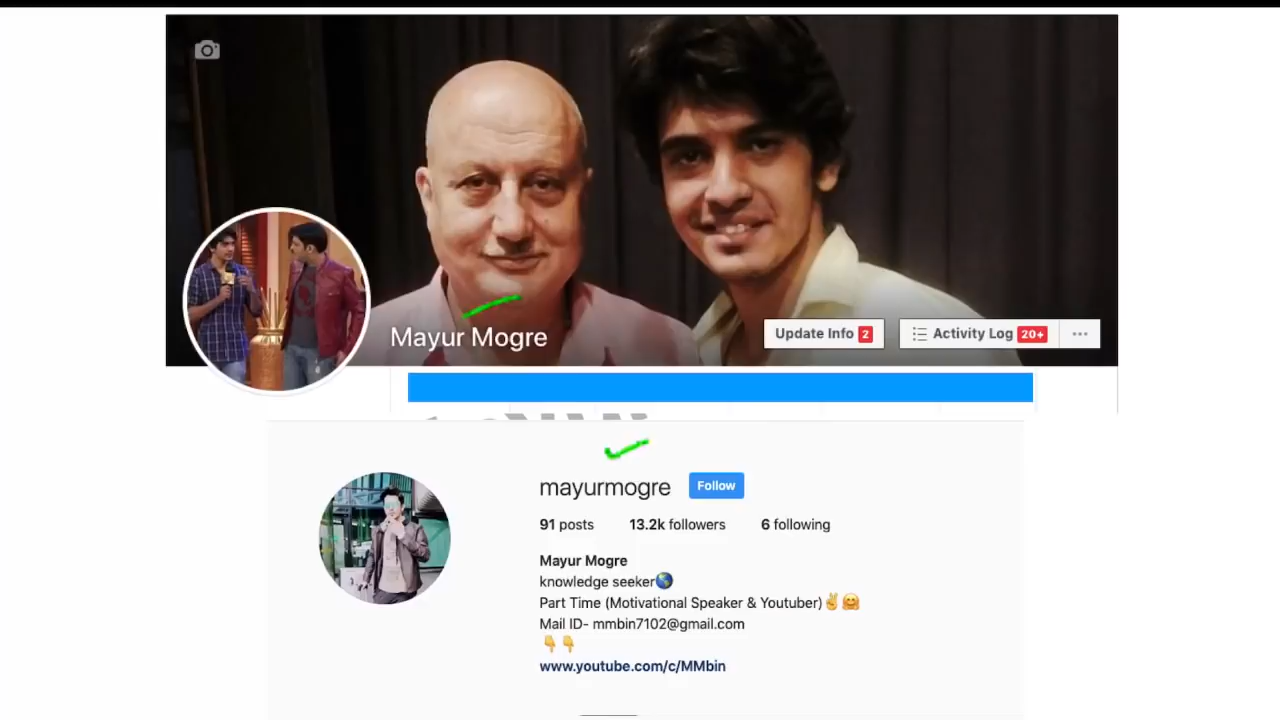 Mayur Mogre
Update Info 2
Activity Log 20+
mayurmogre Follow
91 posts 13.2k followers 6 following
Mayur Mogre
knowledge seeker🌎
Part Time (Motivational Speaker & Youtuber)✌🤗
Mail ID- mmbin7102@gmail.com
👇👇
www.youtube.com/c/MMbin